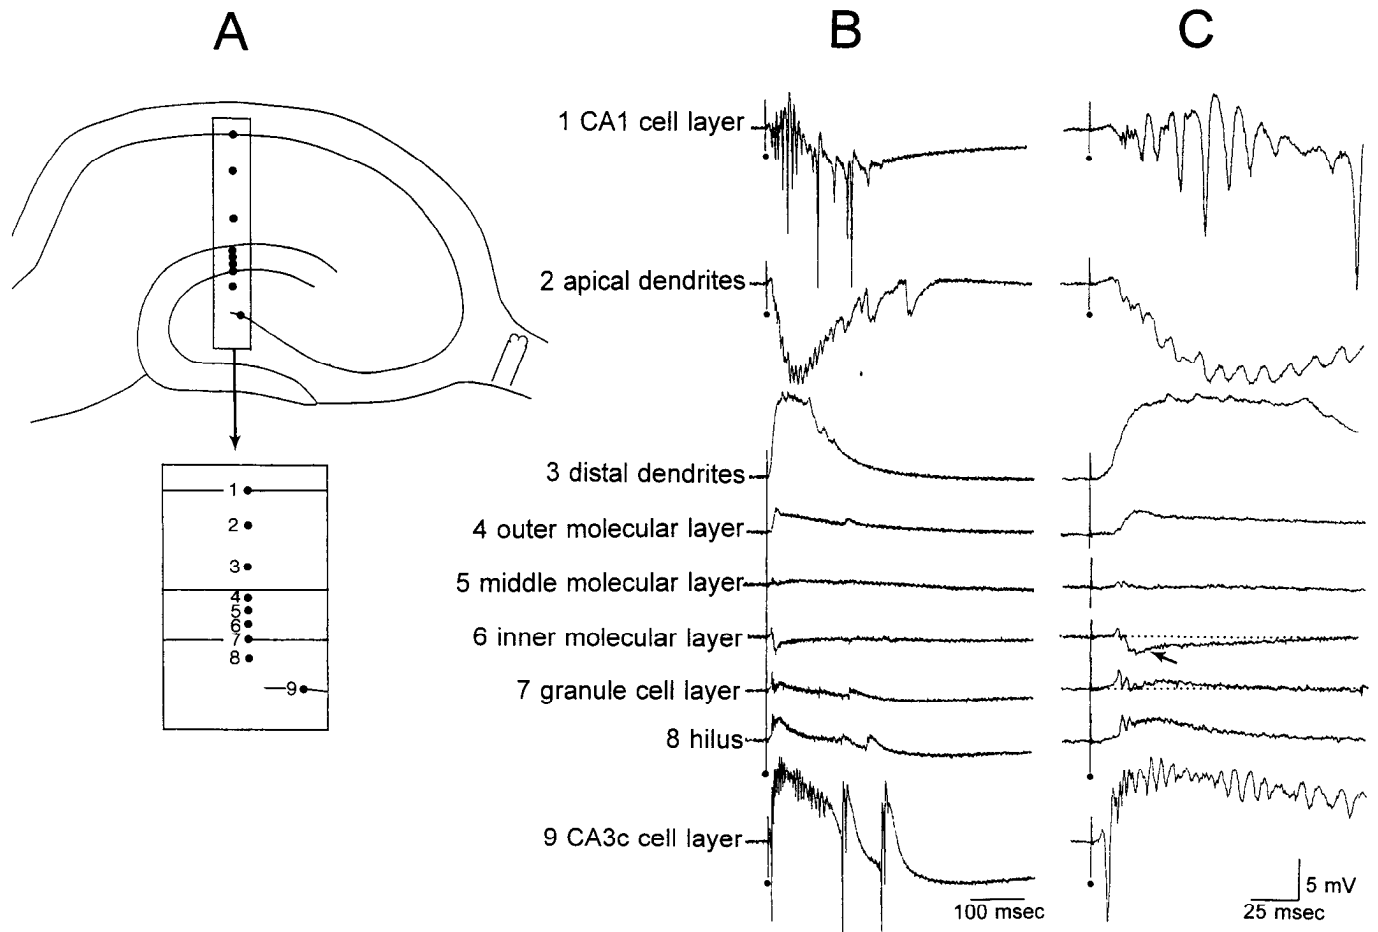 A
B
C
1 CA1 cell layer
2 apical dendrites
3 distal dendrites
4 outer molecular layer
5 middle molecular layer
6 inner molecular layer
7 granule cell layer
8 hilus
9 CA3c cell layer
1
2
3
4
5
6
7
8
9
100 msec
5 mV
25 msec